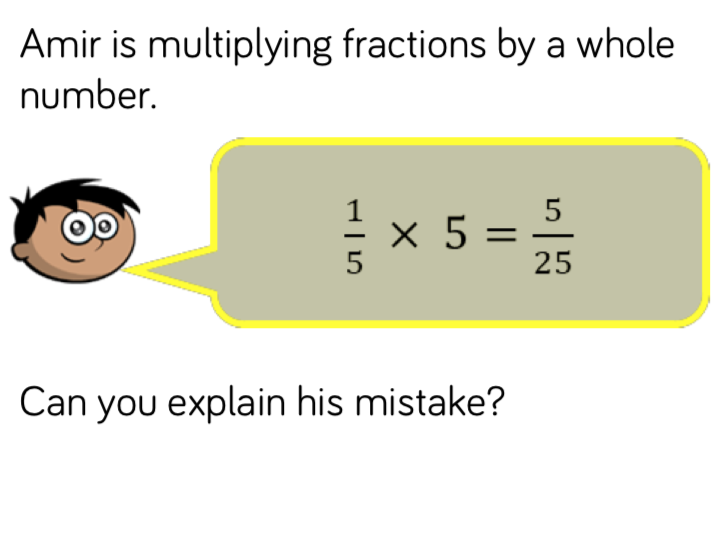 Amir is multiplying fractions by a whole
number.
1/5 × 5 = 5/25
Can you explain his mistake?